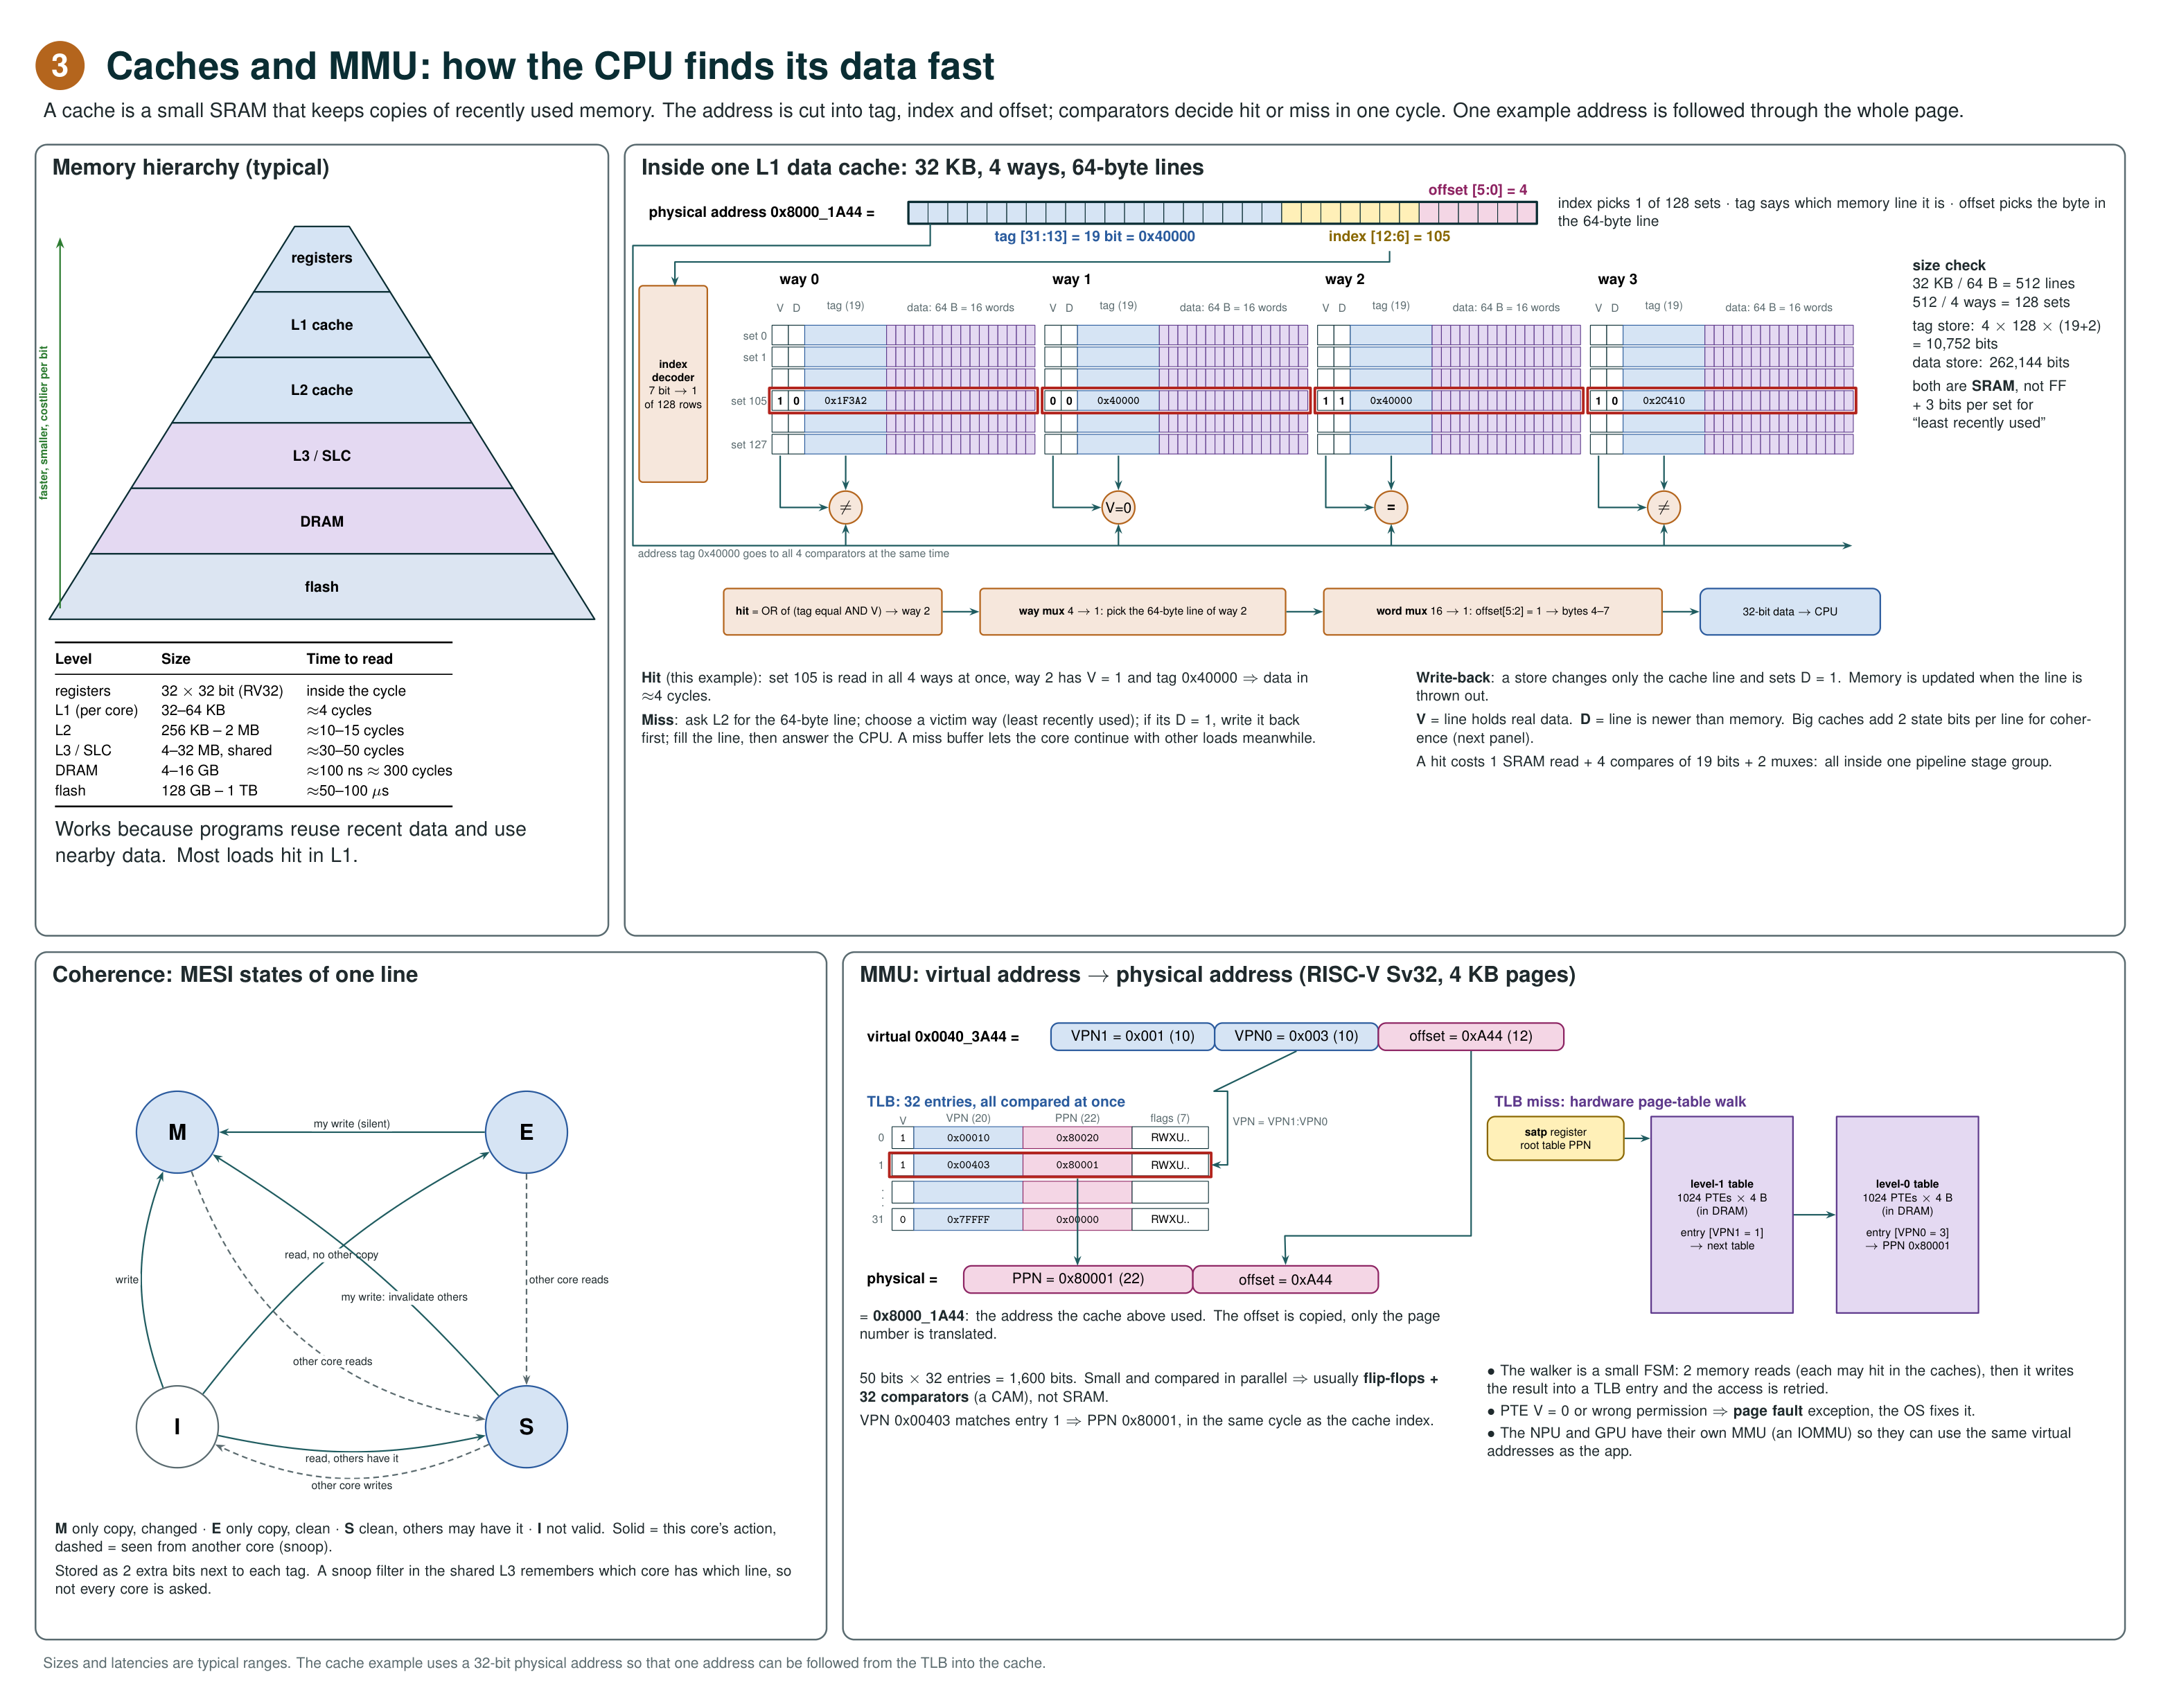 3 Caches and MMU: how the CPU finds its data fast
A cache is a small SRAM that keeps copies of recently used memory. The address is cut into tag, index and offset; comparators decide hit or miss in one cycle. One example address is followed through the whole page.
Memory hierarchy (typical)
faster, smaller, costlier per bit
registers
L1 cache
L2 cache
L3 / SLC
DRAM
flash
Level Size Time to read
registers 32 × 32 bit (RV32) inside the cycle
L1 (per core) 32–64 KB ≈4 cycles
L2 256 KB – 2 MB ≈10–15 cycles
L3 / SLC 4–32 MB, shared ≈30–50 cycles
DRAM 4–16 GB ≈100 ns ≈ 300 cycles
flash 128 GB – 1 TB ≈50–100 μs
Works because programs reuse recent data and use
nearby data. Most loads hit in L1.
Inside one L1 data cache: 32 KB, 4 ways, 64-byte lines
offset [5:0] = 4
physical address 0x8000_1A44 =
tag [31:13] = 19 bit = 0x40000
index [12:6] = 105
index picks 1 of 128 sets · tag says which memory line it is · offset picks the byte in
the 64-byte line
way 0 way 1 way 2 way 3
V D tag (19) data: 64 B = 16 words V D tag (19) data: 64 B = 16 words V D tag (19) data: 64 B = 16 words V D tag (19) data: 64 B = 16 words
index
decoder
7 bit → 1
of 128 rows
set 0
set 1
set 105 1 0 0x1F3A2 0 0 0x40000 1 1 0x40000 1 0 0x2C410
set 127
≠ V=0 = ≠
address tag 0x40000 goes to all 4 comparators at the same time
size check
32 KB / 64 B = 512 lines
512 / 4 ways = 128 sets
tag store: 4 × 128 × (19+2)
= 10,752 bits
data store: 262,144 bits
both are SRAM, not FF
+ 3 bits per set for
“least recently used”
hit = OR of (tag equal AND V) → way 2
way mux 4 → 1: pick the 64-byte line of way 2
word mux 16 → 1: offset[5:2] = 1 → bytes 4–7
32-bit data → CPU
Hit (this example): set 105 is read in all 4 ways at once, way 2 has V = 1 and tag 0x40000 ⇒ data in
≈4 cycles.
Miss: ask L2 for the 64-byte line; choose a victim way (least recently used); if its D = 1, write it back
first; fill the line, then answer the CPU. A miss buffer lets the core continue with other loads meanwhile.
Write-back: a store changes only the cache line and sets D = 1. Memory is updated when the line is
thrown out.
V = line holds real data. D = line is newer than memory. Big caches add 2 state bits per line for coher-
ence (next panel).
A hit costs 1 SRAM read + 4 compares of 19 bits + 2 muxes: all inside one pipeline stage group.
Coherence: MESI states of one line
M
E
my write (silent)
read, no other copy
write
other core reads
my write: invalidate others
other core reads
I
S
read, others have it
other core writes
M only copy, changed · E only copy, clean · S clean, others may have it · I not valid. Solid = this core’s action,
dashed = seen from another core (snoop).
Stored as 2 extra bits next to each tag. A snoop filter in the shared L3 remembers which core has which line, so
not every core is asked.
MMU: virtual address → physical address (RISC-V Sv32, 4 KB pages)
virtual 0x0040_3A44 = VPN1 = 0x001 (10) VPN0 = 0x003 (10) offset = 0xA44 (12)
TLB: 32 entries, all compared at once
V VPN (20) PPN (22) flags (7)
VPN = VPN1:VPN0
0 1 0x00010 0x80020 RWXU..
1 1 0x00403 0x80001 RWXU..
:
:
31 0 0x7FFFF 0x00000 RWXU..
physical = PPN = 0x80001 (22) offset = 0xA44
= 0x8000_1A44: the address the cache above used. The offset is copied, only the page
number is translated.
50 bits × 32 entries = 1,600 bits. Small and compared in parallel ⇒ usually flip-flops +
32 comparators (a CAM), not SRAM.
VPN 0x00403 matches entry 1 ⇒ PPN 0x80001, in the same cycle as the cache index.
TLB miss: hardware page-table walk
satp register
root table PPN
level-1 table
1024 PTEs × 4 B
(in DRAM)
entry [VPN1 = 1]
→ next table
level-0 table
1024 PTEs × 4 B
(in DRAM)
entry [VPN0 = 3]
→ PPN 0x80001
● The walker is a small FSM: 2 memory reads (each may hit in the caches), then it writes
the result into a TLB entry and the access is retried.
● PTE V = 0 or wrong permission ⇒ page fault exception, the OS fixes it.
● The NPU and GPU have their own MMU (an IOMMU) so they can use the same virtual
addresses as the app.
Sizes and latencies are typical ranges. The cache example uses a 32-bit physical address so that one address can be followed from the TLB into the cache.